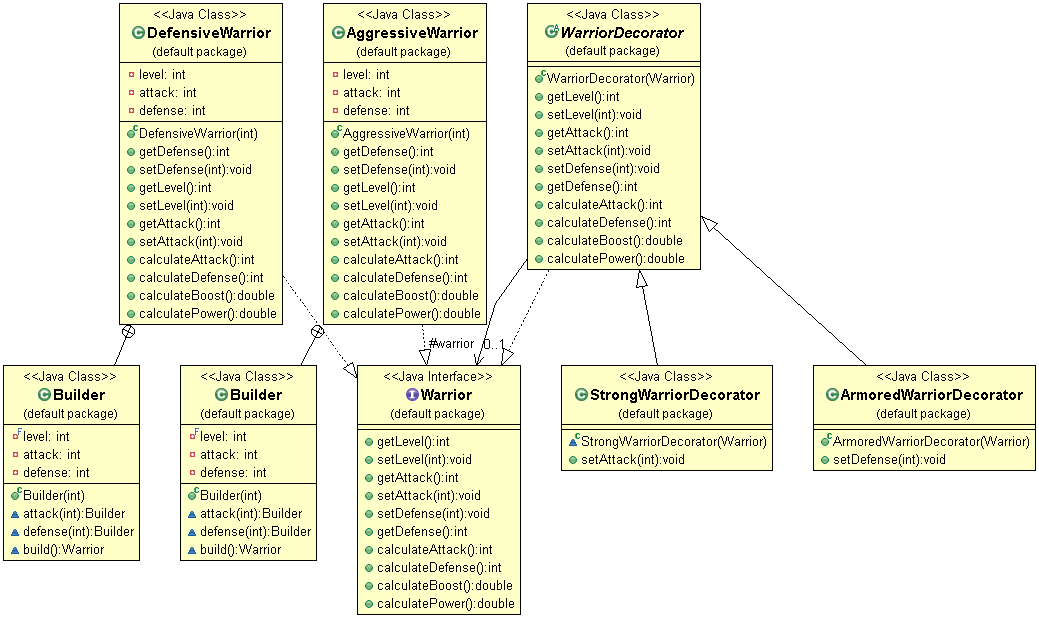 <<Java Class>>
DefensiveWarrior
(default package)
level: int
attack: int
defense: int
DefensiveWarrior(int)
getDefense():int
setDefense(int):void
getLevel():int
setLevel(int):void
getAttack():int
setAttack(int):void
calculateAttack():int
calculateDefense():int
calculateBoost():double
calculatePower():double
<<Java Class>>
AggressiveWarrior
(default package)
level: int
attack: int
defense: int
AggressiveWarrior(int)
getDefense():int
setDefense(int):void
getLevel():int
setLevel(int):void
getAttack():int
setAttack(int):void
calculateAttack():int
calculateDefense():int
calculateBoost():double
calculatePower():double
<<Java Class>>
WarriorDecorator
(default package)
WarriorDecorator(Warrior)
getLevel():int
setLevel(int):void
getAttack():int
setAttack(int):void
setDefense(int):void
getDefense():int
calculateAttack():int
calculateDefense():int
calculateBoost():double
calculatePower():double
#warrior 0..1
<<Java Class>>
Builder
(default package)
level: int
attack: int
defense: int
Builder(int)
attack(int):Builder
defense(int):Builder
build():Warrior
<<Java Class>>
Builder
(default package)
level: int
attack: int
defense: int
Builder(int)
attack(int):Builder
defense(int):Builder
build():Warrior
<<Java Interface>>
Warrior
(default package)
getLevel():int
setLevel(int):void
getAttack():int
setAttack(int):void
setDefense(int):void
getDefense():int
calculateAttack():int
calculateDefense():int
calculateBoost():double
calculatePower():double
<<Java Class>>
StrongWarriorDecorator
(default package)
StrongWarriorDecorator(Warrior)
setAttack(int):void
<<Java Class>>
ArmoredWarriorDecorator
(default package)
ArmoredWarriorDecorator(Warrior)
setDefense(int):void